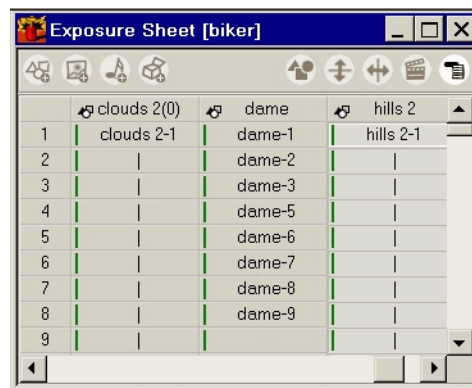 Exposure Sheet [biker]
clouds 2(0) dame hills 2
1 clouds 2-1 dame-1 hills 2-1
2 | dame-2 |
3 | dame-3 |
4 | dame-5 |
5 | dame-6 |
6 | dame-7 |
7 | dame-8 |
8 | dame-9 |
9 | |